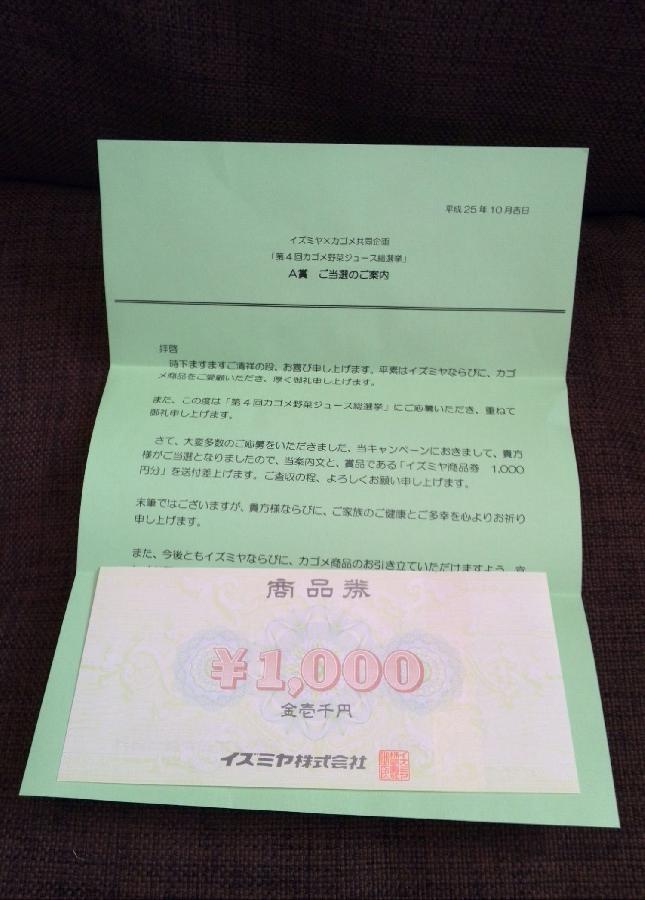 平成25年10月吉日
イズミヤ×カゴメ共同企画
「第4回カゴメ野菜ジュース総選挙」
A賞 ご当選のご案内
拝啓
時下ますますご清祥の段、お喜び申し上げます。平素はイズミヤならびに、カゴ
メ商品をご愛顧いただき、厚く御礼申し上げます。
また、この度は「第4回カゴメ野菜ジュース総選挙」にご応募いただき、重ねて
御礼申し上げます。
さて、大変多数のご応募をいただきました、当キャンペーンにおきまして、貴方
様がご当選となりましたので、当案内文と、賞品である「イズミヤ商品券 1,000
円分」を送付差上げます。ご査収の程、よろしくお願い申し上げます。
末筆ではございますが、貴方様ならびに、ご家族のご健康とご多幸を心よりお祈り
申し上げます。
また、今後ともイズミヤならびに、カゴメ商品のお引き立ていただけますよう、
商品券
¥1,000
金壱千円
イズミヤ株式会社